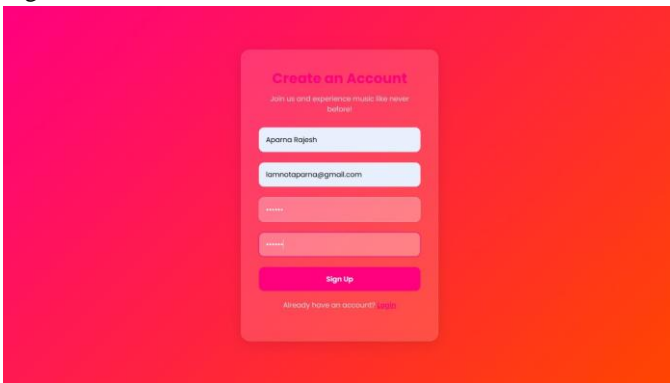 Create an Account
Join us and experience music like never
before!
Aparna Rajesh
Iamnotaparna@gmail.com
••••••
••••••
Sign Up
Already have an account? Login